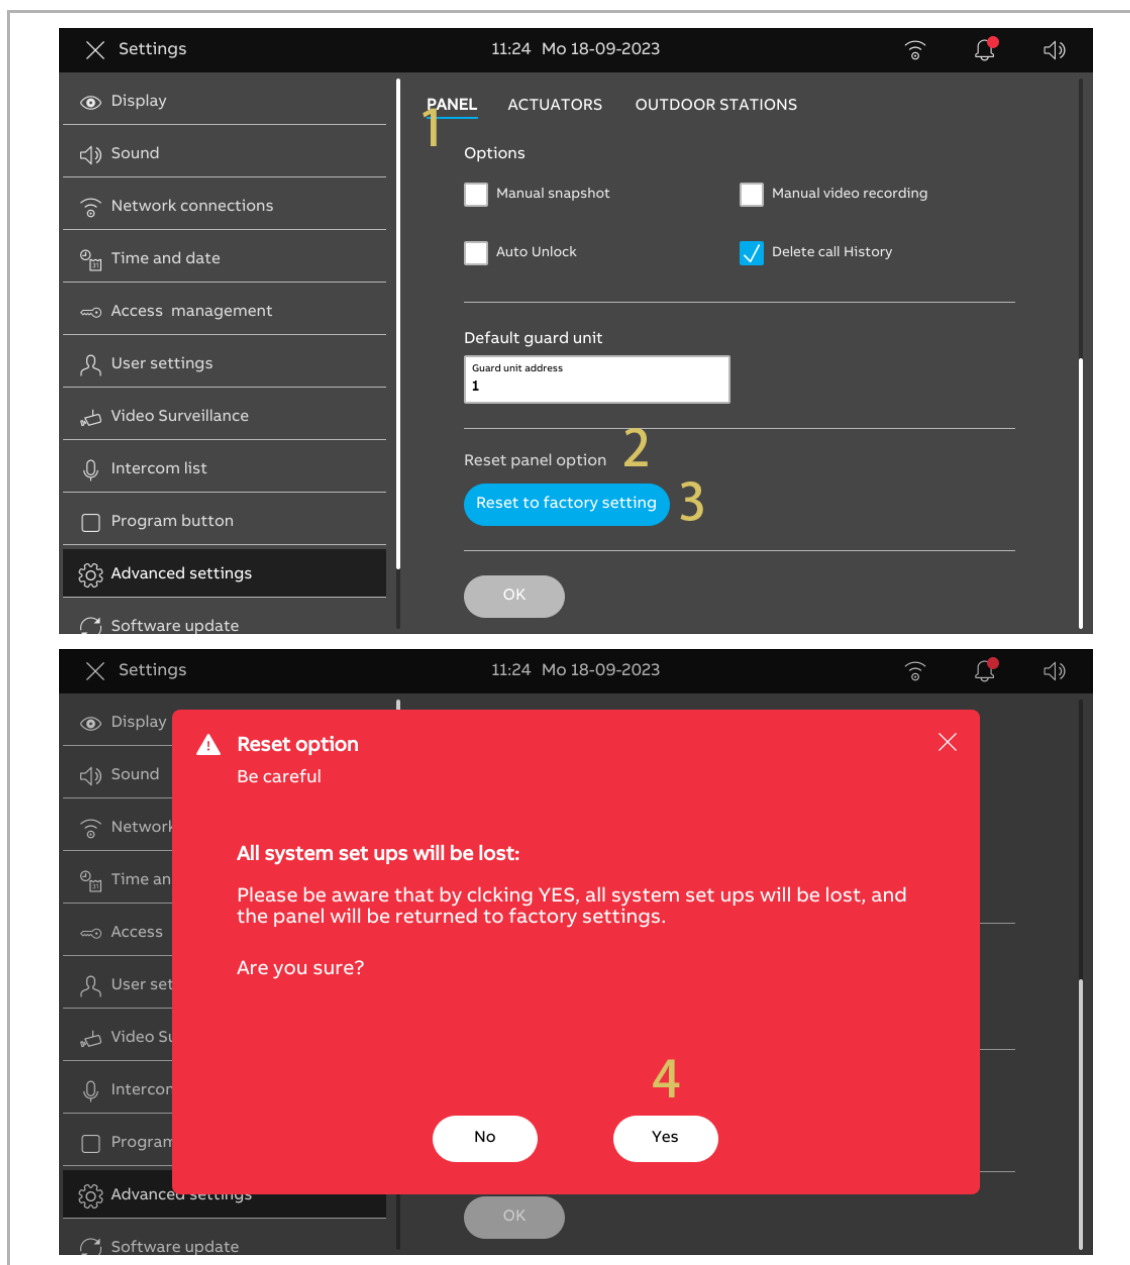 Settings
11:24 Mo 18-09-2023
Display
Sound
Network connections
Time and date
Access management
User settings
Video Surveillance
Intercom list
Program button
Advanced settings
Software update
PANEL ACTUATORS OUTDOOR STATIONS
1
Options
Manual snapshot Manual video recording
Auto Unlock Delete call History
Default guard unit
Guard unit address
1
Reset panel option 2
Reset to factory setting 3
OK
Settings
11:24 Mo 18-09-2023
Display
Sound
Network
Time an
Access
User set
Video Su
Intercom
Program
Advanced settings
Software update
Reset option
Be careful
All system set ups will be lost:
Please be aware that by clcking YES, all system set ups will be lost, and
the panel will be returned to factory settings.
Are you sure?
4
No Yes
OK